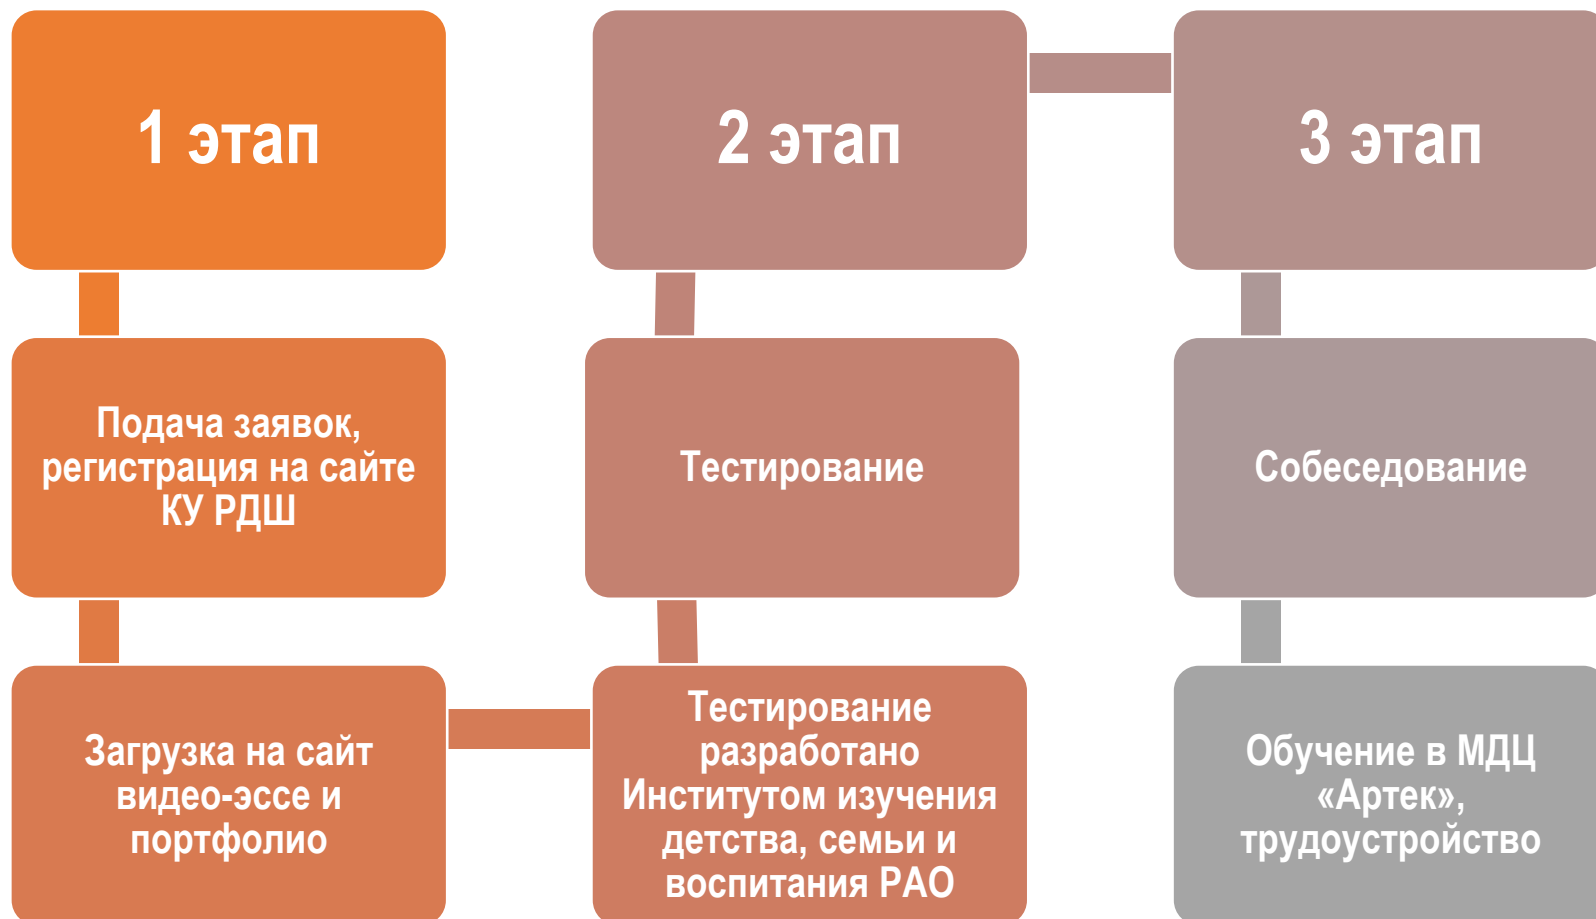 1 этап
Подача заявок,
регистрация на сайте
КУ РДШ
Загрузка на сайт
видео-эссе и
портфолио
2 этап
Тестирование
Тестирование
разработано
Институтом изучения
детства, семьи и
воспитания РАО
3 этап
Собеседование
Обучение в МДЦ
«Артек»,
трудоустройство